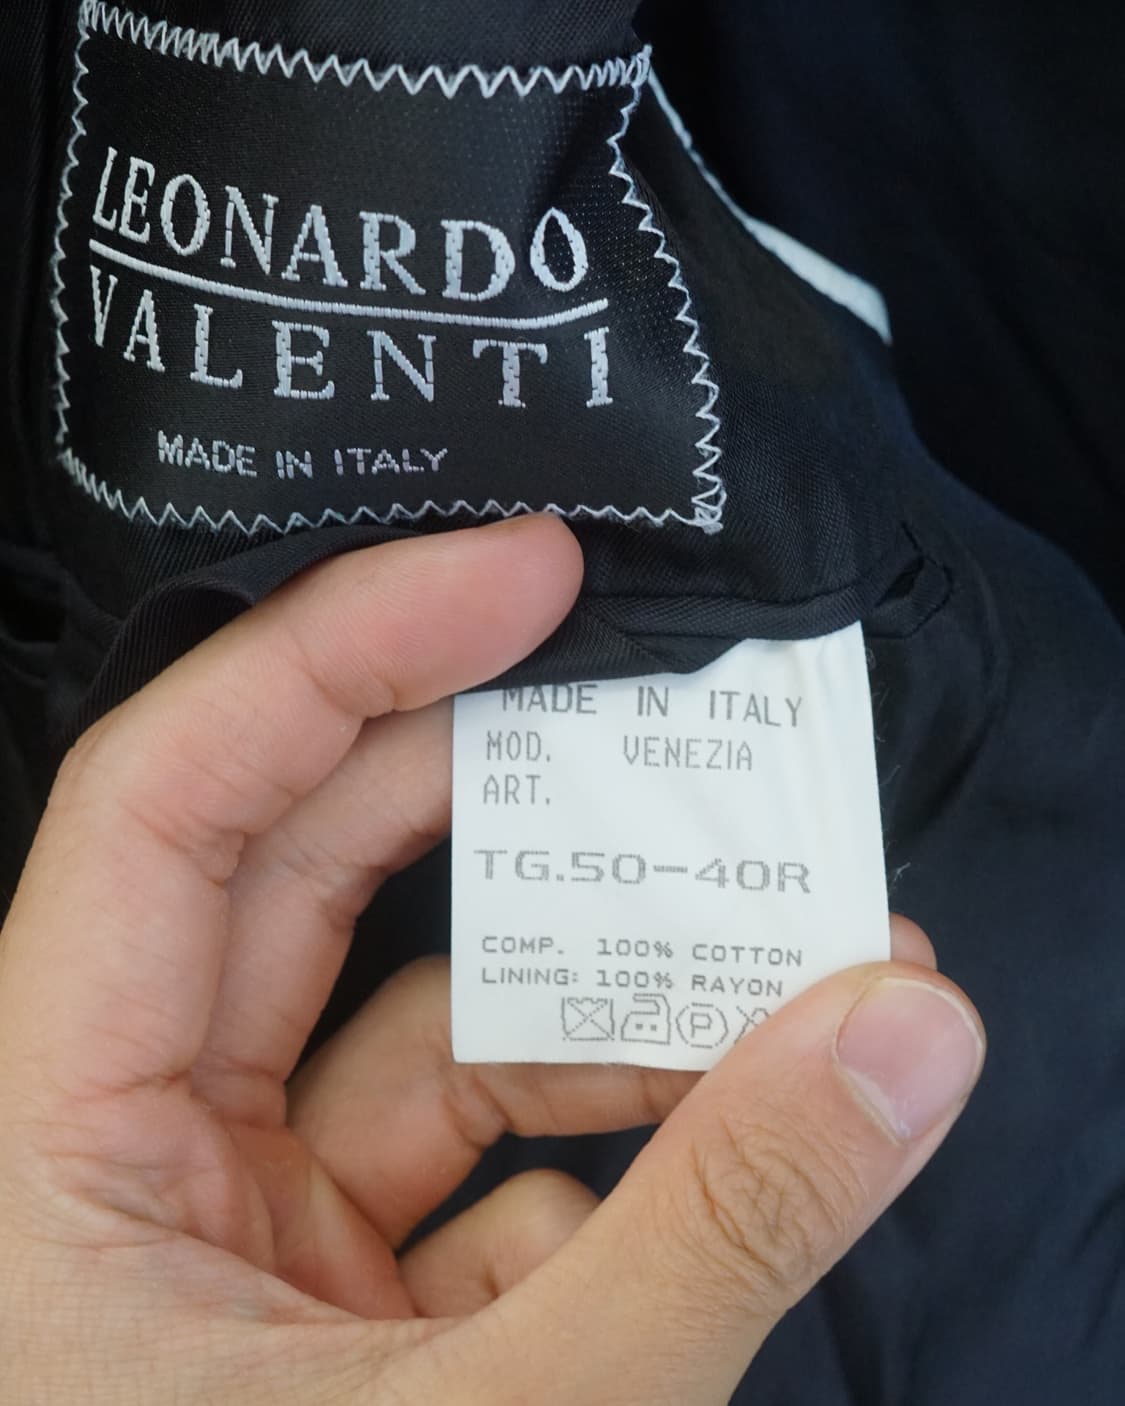 LEONARDO
VALENTI
MADE IN ITALY
MADE IN ITALY
MOD. VENEZIA
ART.
TG.50-40R
COMP. 100% COTTON
LINING: 100% RAYON
P